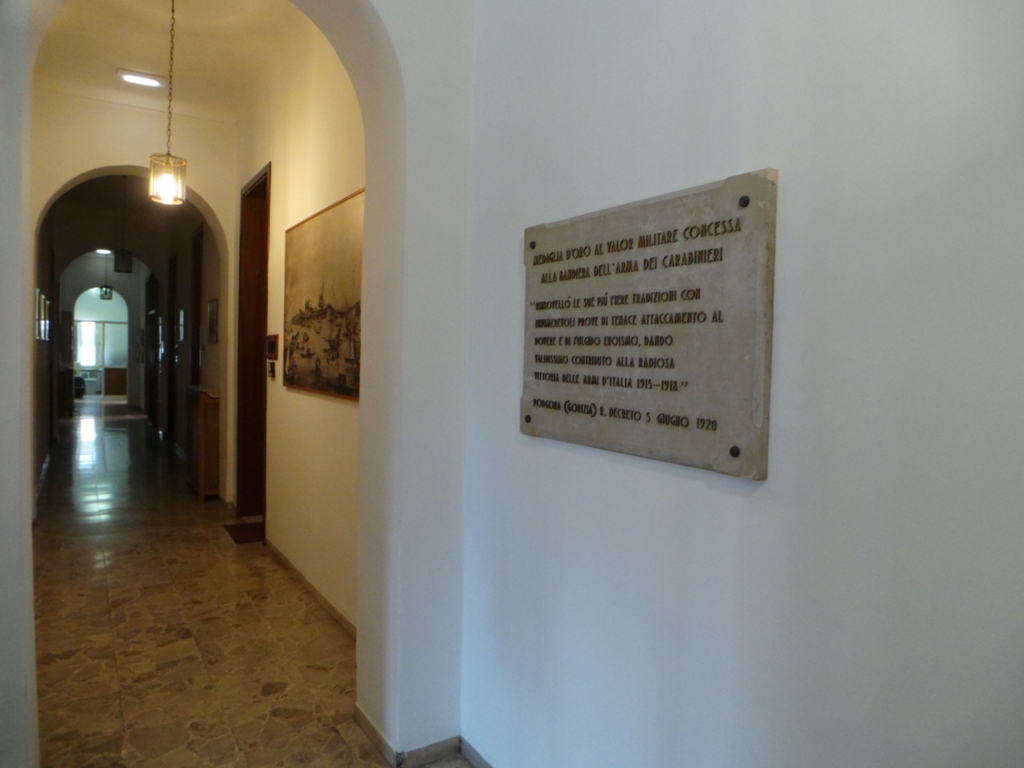 MEDAGLIA D'ORO AL VALOR MILITARE CONCESSA
ALLA BANDIERA DELL'ARMA DEI CARABINIERI
"RINNOVELLÒ LE SUE PIÙ FIERE TRADIZIONI CON
INNUMEREVOLI PROVE DI TENACE ATTACCAMENTO AL
DOVERE E DI FULGIDO EROISMO, DANDO
VALIDISSIMO CONTRIBUTO ALLA RADIOSA
VITTORIA DELLE ARMI D'ITALIA 1915-1918"
PODGORA (GORIZIA) R. DECRETO 5 GIUGNO 1920